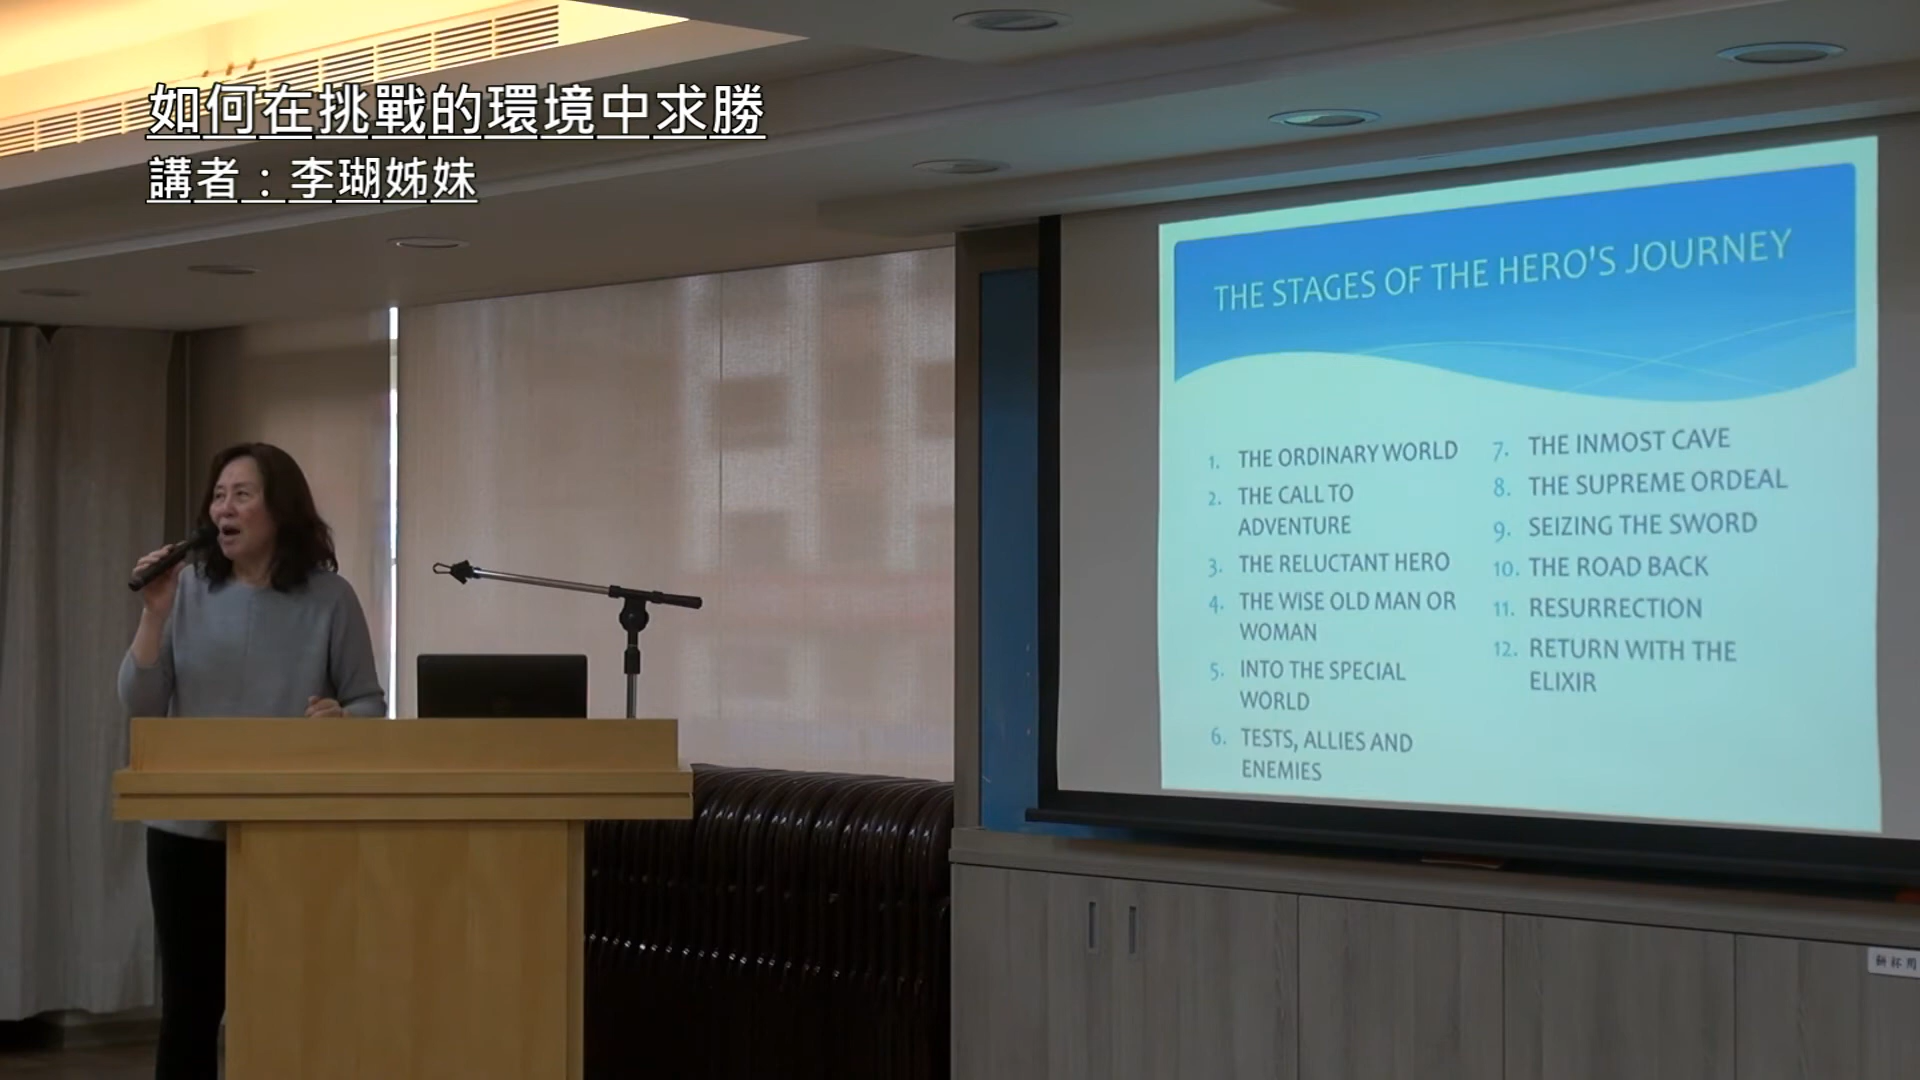 如何在挑戰的環境中求勝
講者：李瑚姊妹
THE STAGES OF THE HERO'S JOURNEY
1. THE ORDINARY WORLD
2. THE CALL TO
ADVENTURE
3. THE RELUCTANT HERO
4. THE WISE OLD MAN OR
WOMAN
5. INTO THE SPECIAL
WORLD
6. TESTS, ALLIES AND
ENEMIES
7. THE INMOST CAVE
8. THE SUPREME ORDEAL
9. SEIZING THE SWORD
10. THE ROAD BACK
11. RESURRECTION
12. RETURN WITH THE
ELIXIR